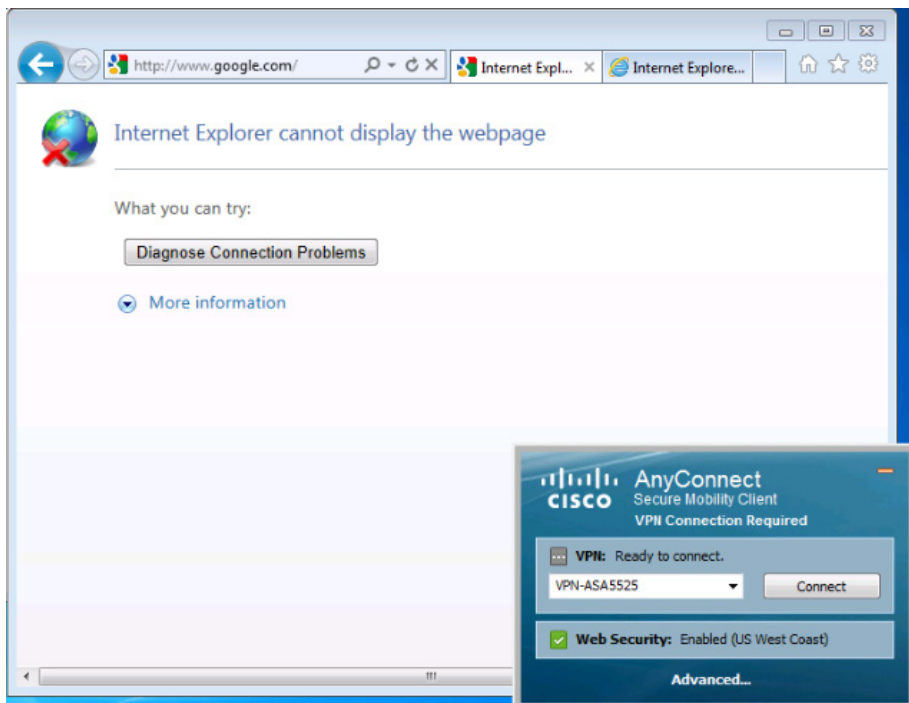 http://www.google.com/
Internet Expl...
Internet Explore...
Internet Explorer cannot display the webpage
What you can try:
Diagnose Connection Problems
More information
CISCO
AnyConnect
Secure Mobility Client
VPN Connection Required
VPN: Ready to connect.
VPN-ASA5525
Connect
Web Security: Enabled (US West Coast)
Advanced...